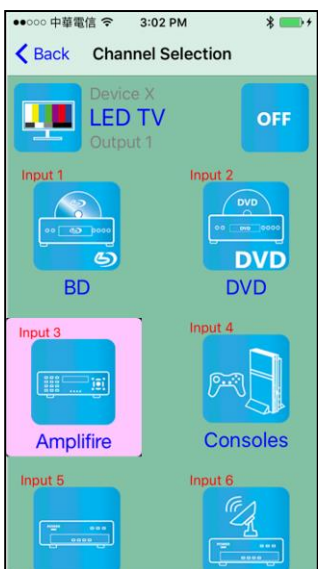 中華電信 3:02 PM
Back Channel Selection
Device X
LED TV
Output 1
OFF
Input 1 Input 2
DVD
DVD
BD DVD
Input 3 Input 4
Amplifire Consoles
Input 5 Input 6